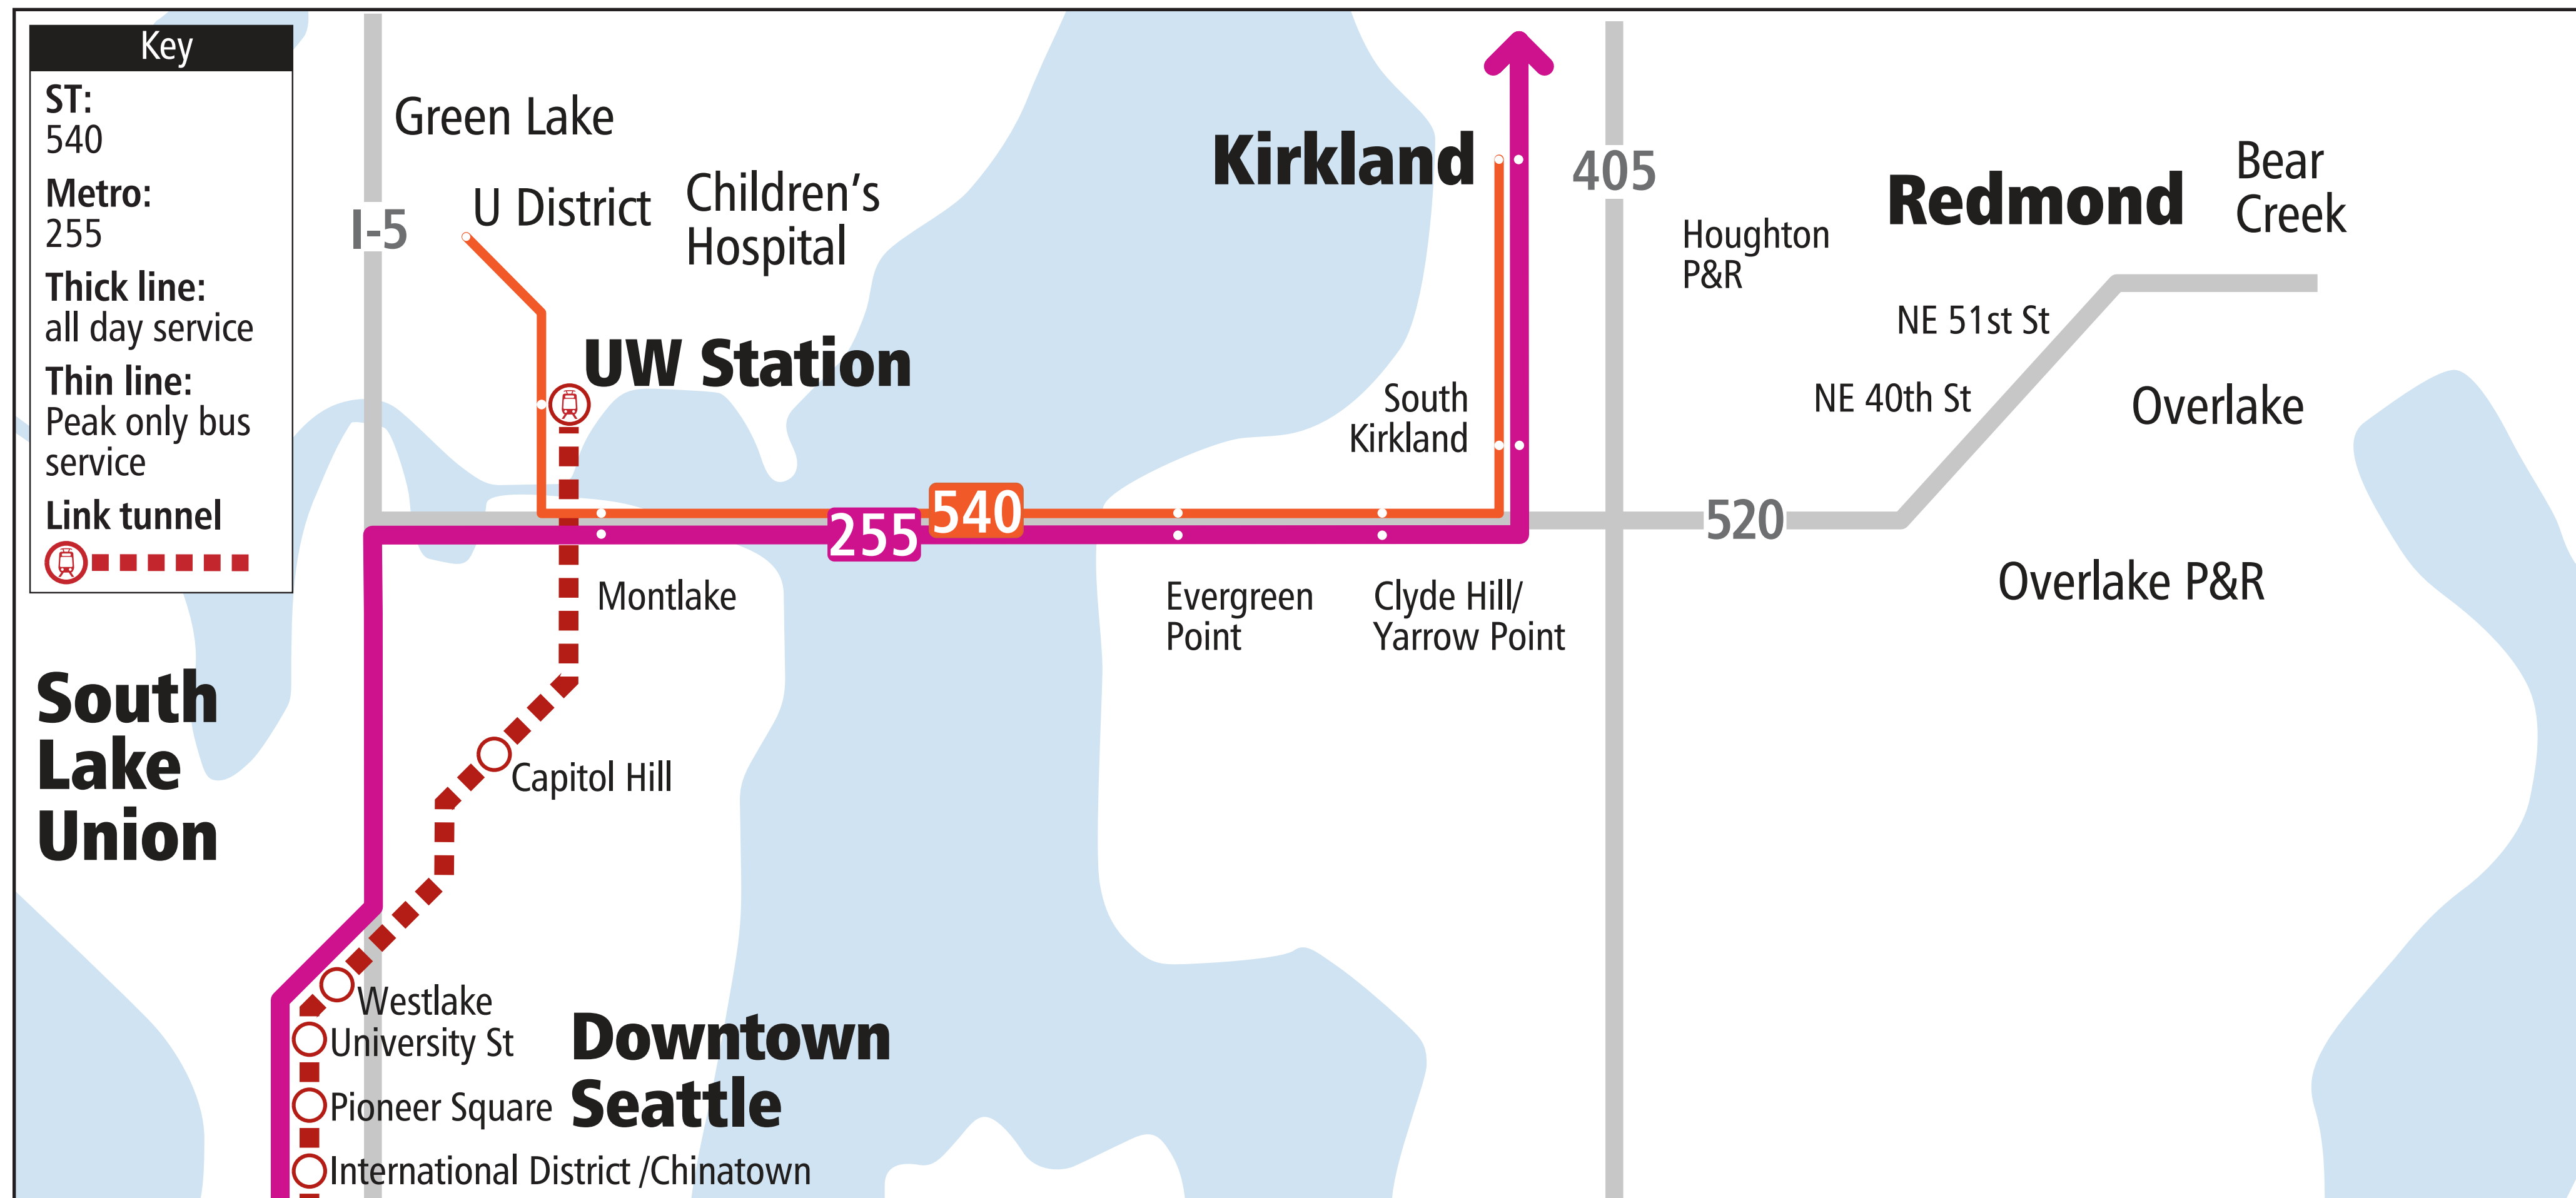 Key
ST:
540
Metro:
255
Thick line:
all day service
Thin line:
Peak only bus
service
Link tunnel
Green Lake
I-5
U District
Children's
Hospital
UW Station
Kirkland
405
Houghton
P&R
Redmond
Bear
Creek
NE 51st St
NE 40th St
Overlake
South
Kirkland
255
540
520
Overlake P&R
Montlake
Evergreen
Point
Clyde Hill/
Yarrow Point
South
Lake
Union
Capitol Hill
Westlake
University St
Pioneer Square
International District /Chinatown
Downtown
Seattle